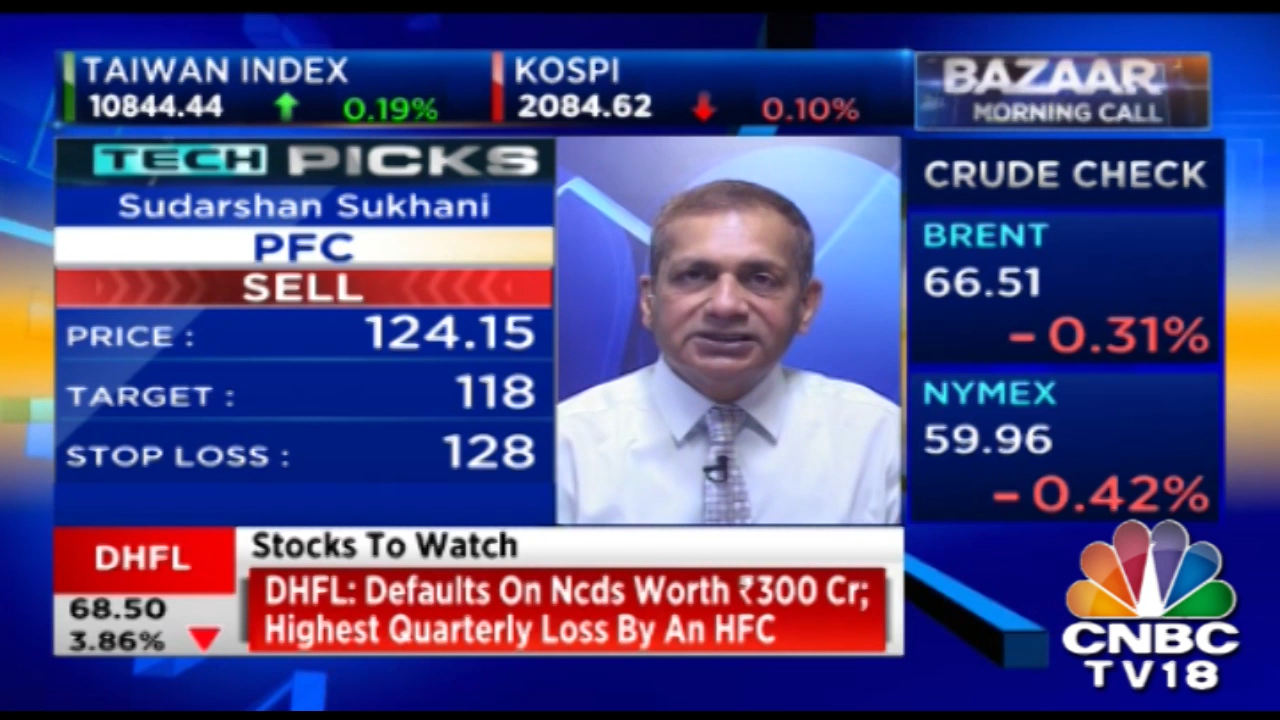 TAIWAN INDEX
10844.44 0.19%
KOSPI
2084.62 0.10%
BAZAAR
MORNING CALL
TECH PICKS
Sudarshan Sukhani
PFC
SELL
PRICE : 124.15
TARGET : 118
STOP LOSS : 128
CRUDE CHECK
BRENT
66.51
- 0.31%
NYMEX
59.96
- 0.42%
DHFL
68.50
3.86%
Stocks To Watch
DHFL: Defaults On Ncds Worth ₹300 Cr;
Highest Quarterly Loss By An HFC
CNBC
TV18